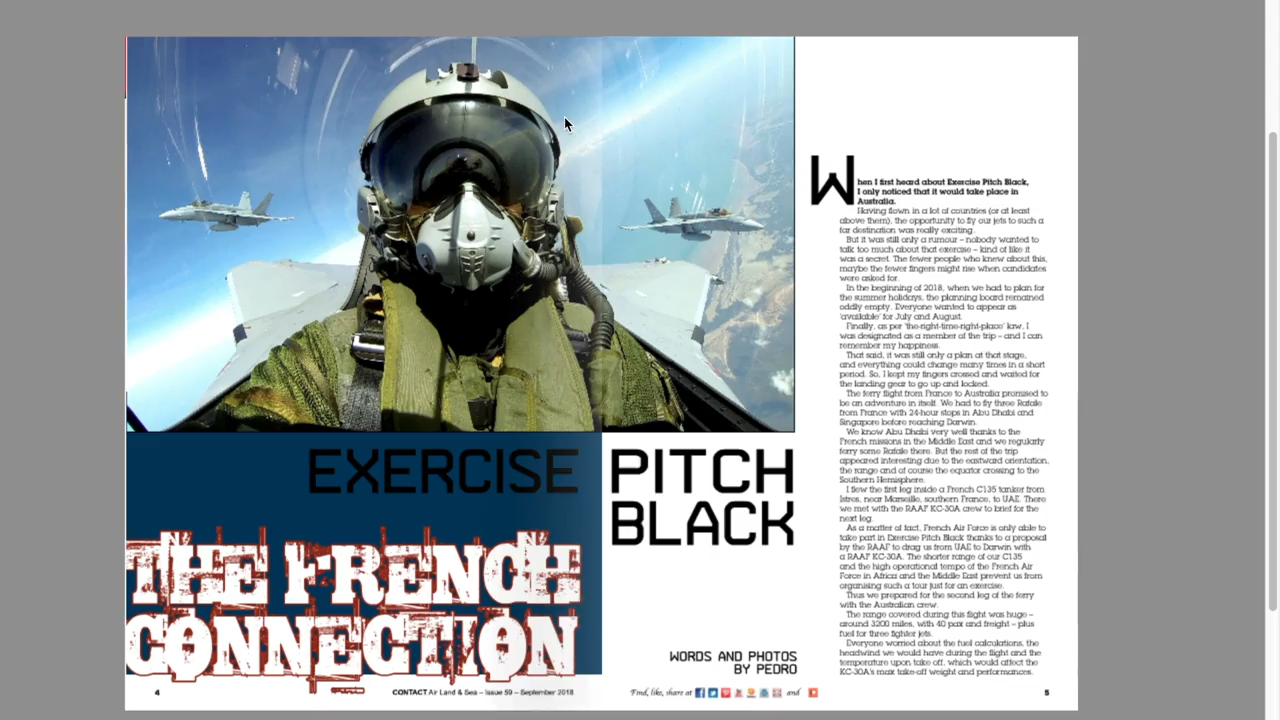 EXERCISE PITCH
BLACK
THE FRENCH
CONNECTION
WORDS AND PHOTOS
BY PEDRO
When I first heard about Exercise Pitch Black,
I only noticed that it would take place in
Australia.
Having flown in a lot of countries (or at least
above them), the opportunity to fly our jets to such a
far destination was really exciting.
But it was still only a rumour – nobody wanted to
talk too much about that exercise – kind of like it
was a secret. The fewer people who knew about this,
maybe the fewer fingers might rise when candidates
were asked for.
In the beginning of 2018, when we had to plan for
the summer holidays, the planning board remained
oddly empty. Everyone wanted to appear as
'available' for July and August.
Finally, as per 'the-right-time-right-place' law, I
was designated as a member of the trip – and I can
remember my happiness.
That said, it was still only a plan at that stage,
and everything could change many times in a short
period. So, I kept my fingers crossed and waited for
the landing gear to go up and locked.
The ferry flight from France to Australia promised to
be an adventure in itself. We had to fly three Rafale
from France with 24-hour stops in Abu Dhabi and
Singapore before reaching Darwin.
We know Abu Dhabi very well thanks to the
French missions in the Middle East and we regularly
ferry some Rafale there. But the rest of the trip
appeared interesting due to the eastward orientation,
the range and of course the equator crossing to the
Southern Hemisphere.
I flew the first leg inside a French C135 tanker from
Istres, near Marseille, southern France, to UAE. There
we met with the RAAF KC-30A crew to brief for the
next leg.
As a matter of fact, French Air Force is only able to
take part in Exercise Pitch Black thanks to a proposal
by the RAAF to drag us from UAE to Darwin with
a RAAF KC-30A. The shorter range of our C135
and the high operational tempo of the French Air
Force in Africa and the Middle East prevent us from
organising such a tour just for an exercise.
Thus we prepared for the second leg of the ferry
with the Australian crew.
The range covered during this flight was huge –
around 3200 miles, with 40 pax and freight – plus
fuel for three fighter jets.
Everyone worried about the fuel calculations, the
headwind we would have during the flight and the
temperature upon take off, which would affect the
KC-30A's max take-off weight and performances.
4
CONTACT Air Land & Sea – Issue 59 – September 2018
Find, like, share at and
5